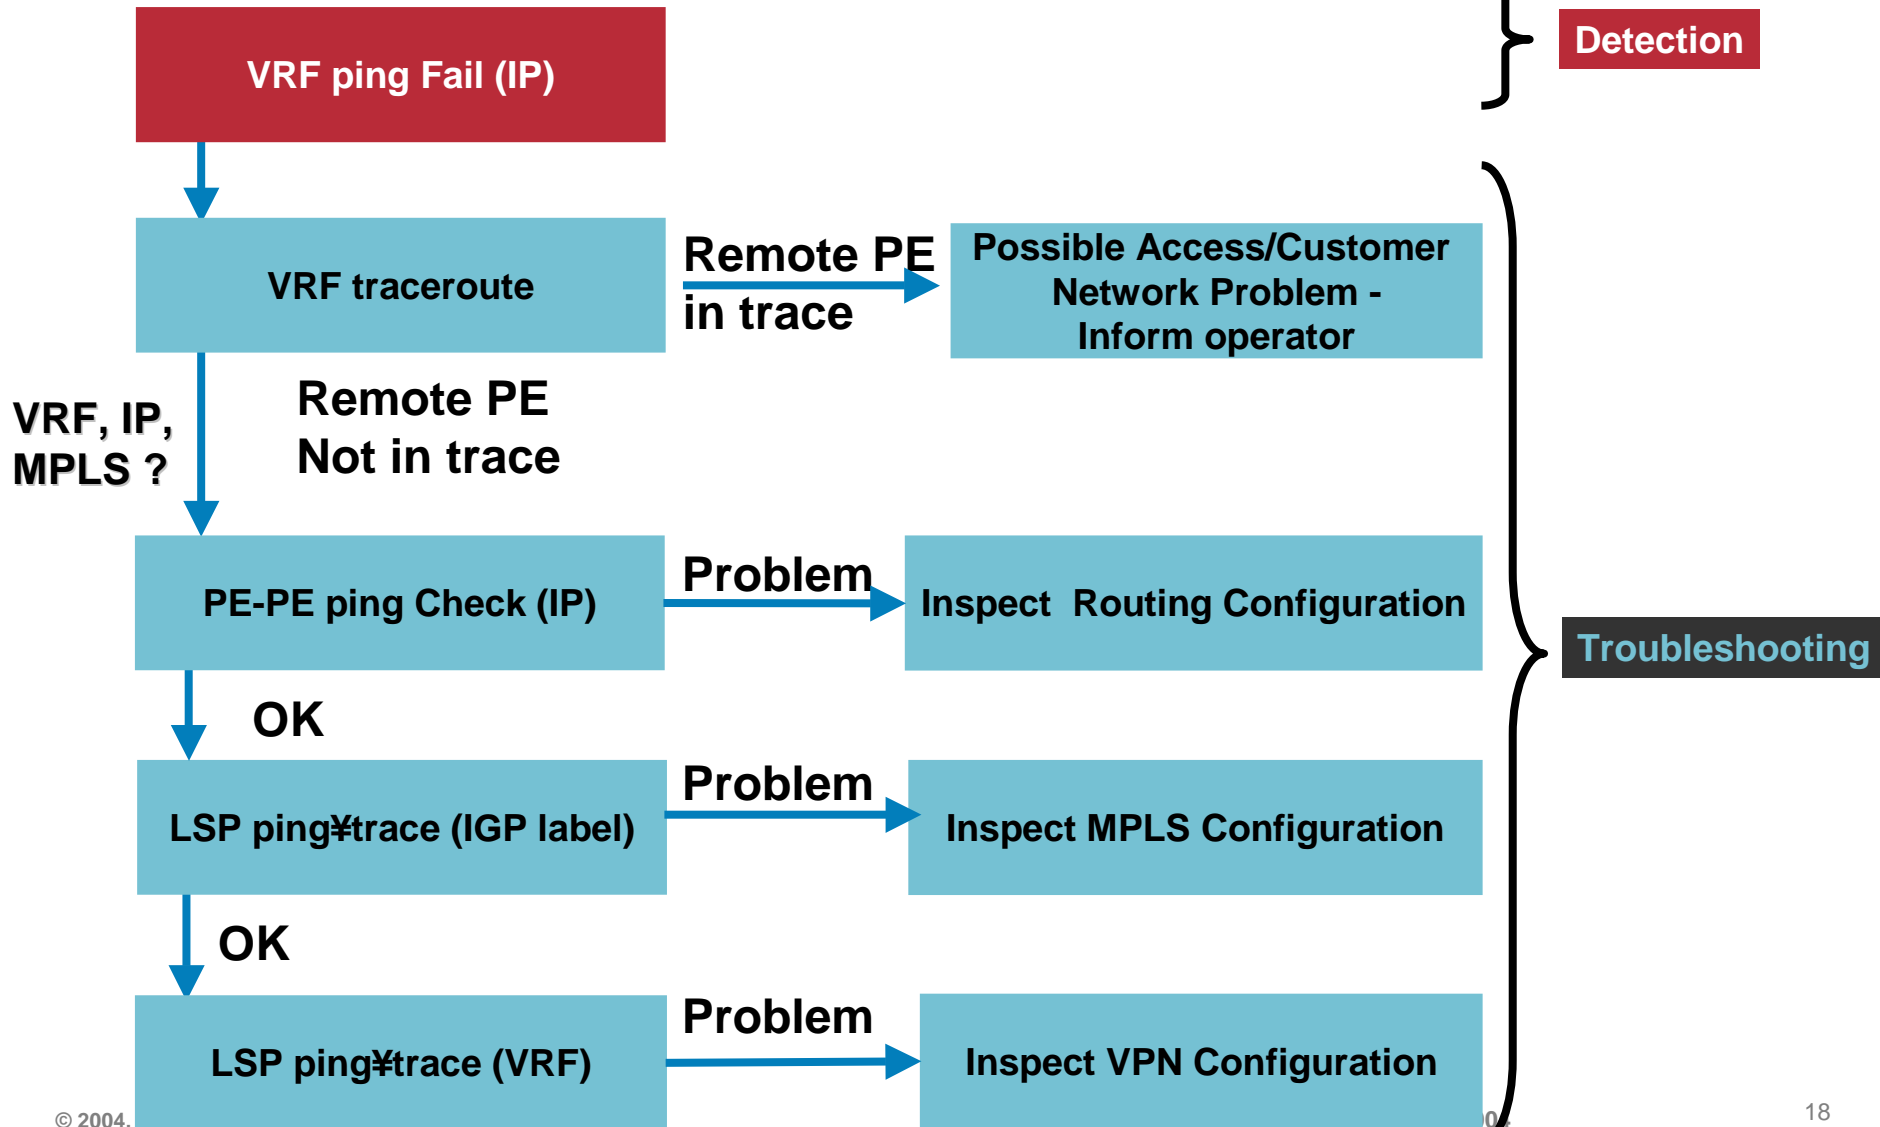 VRF ping Fail (IP)
Detection
VRF traceroute
Remote PE
in trace
Possible Access/Customer
Network Problem -
Inform operator
VRF, IP,
MPLS ?
Remote PE
Not in trace
PE-PE ping Check (IP)
Problem
Inspect Routing Configuration
Troubleshooting
OK
LSP ping¥trace (IGP label)
Problem
Inspect MPLS Configuration
OK
LSP ping¥trace (VRF)
Problem
Inspect VPN Configuration
© 2004,
18